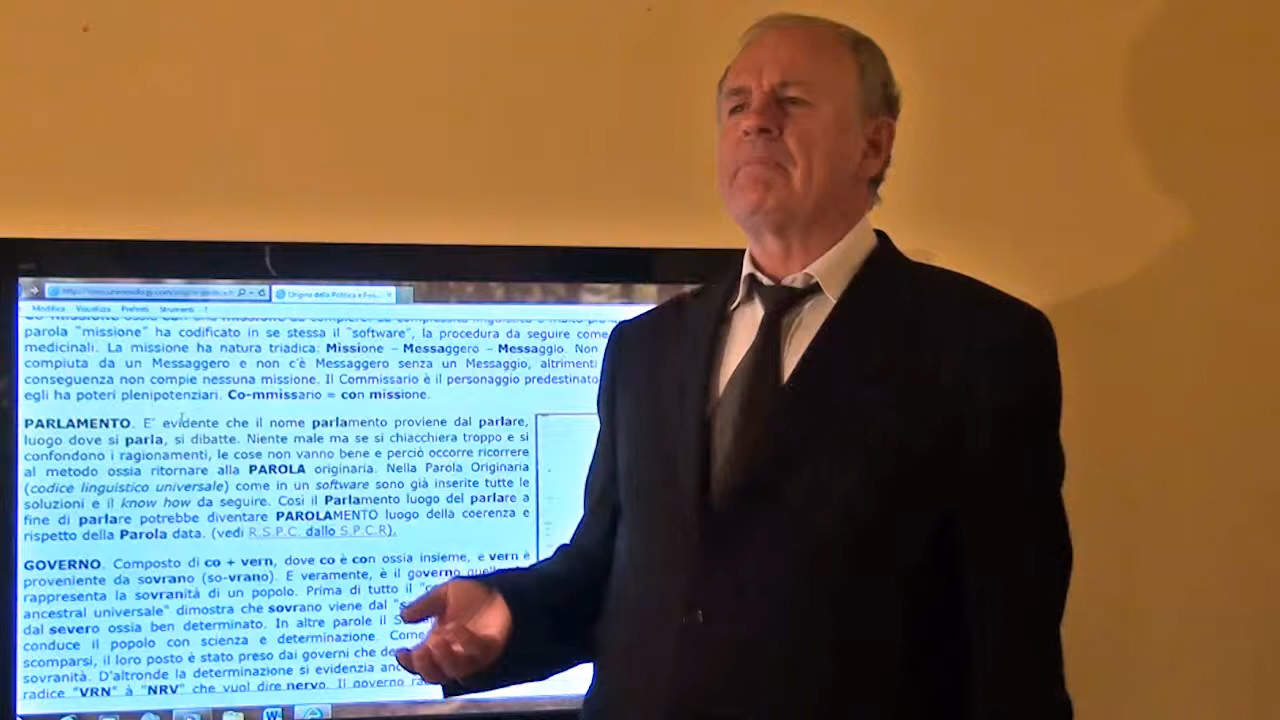 Origine della Politica e Fon...
Modifica Visualizza Preferiti Strumenti ?
parola "missione" ha codificato in se stessa il "software", la procedura da seguire come
medicinali. La missione ha natura triadica: Missione – Messaggero – Messaggio. Non
compiuta da un Messaggero e non c'è Messaggero senza un Messaggio, altrimenti
conseguenza non compie nessuna missione. Il Commissario è il personaggio predestinato
egli ha poteri plenipotenziari. Co-mmissario = con missione.
PARLAMENTO. E' evidente che il nome parlamento proviene dal parlare,
luogo dove si parla, si dibatte. Niente male ma se si chiacchiera troppo e si
confondono i ragionamenti, le cose non vanno bene e perciò occorre ricorrere
al metodo ossia ritornare alla PAROLA originaria. Nella Parola Originaria
(codice linguistico universale) come in un software sono già inserite tutte le
soluzioni e il know how da seguire. Così il Parlamento luogo del parlare a
fine di parlare potrebbe diventare PAROLAMENTO luogo della coerenza e
rispetto della Parola data. (vedi R.S.P.C. dallo S.P.C.R).
GOVERNO. Composto di co + vern, dove co è con ossia insieme, e vern è
proveniente da sovrano (so-vrano). E veramente, è il governo
rappresenta la sovranità di un popolo. Prima di tutto il
ancestral universale" dimostra che sovrano viene dal
dal severo ossia ben determinato. In altre parole il
conduce il popolo con scienza e determinazione. Come
scomparsi, il loro posto è stato preso dai governi che
sovranità. D'altronde la determinazione si evidenzia
radice "VRN" à "NRV" che vuol dire nervo. Il governo